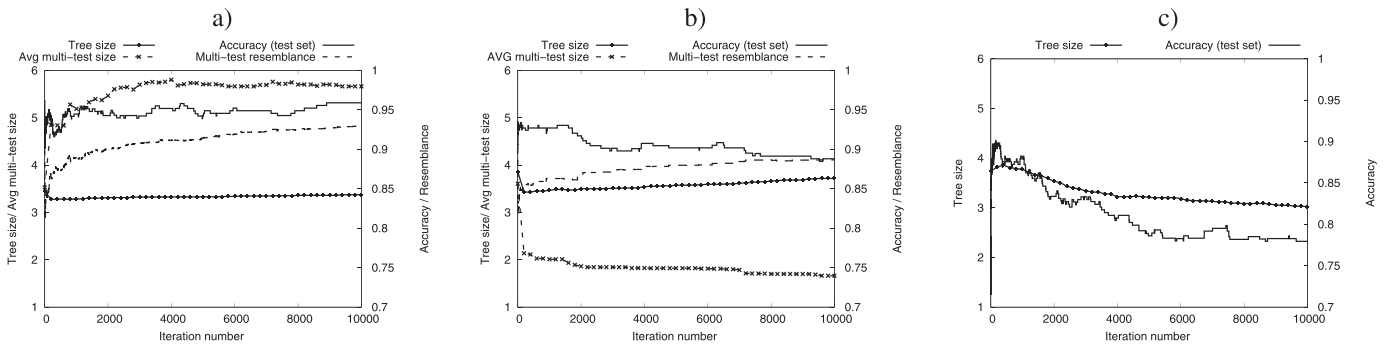 a)
Tree size
Accuracy (test set)
Avg multi−test size
Multi−test resemblance
6
5
4
3
2
1
1
0.95
0.9
0.85
0.8
0.75
0.7
0
2000
4000
6000
8000
10000
Tree size/ Avg multi−test size
Accuracy / Resemblance
Iteration number
b)
Tree size
Accuracy (test set)
AVG multi−test size
Multi−test resemblance
6
5
4
3
2
1
1
0.95
0.9
0.85
0.8
0.75
0.7
0
2000
4000
6000
8000
10000
Tree size/ Avg multi−test size
Accuracy / Resemblance
Iteration number
c)
Tree size
Accuracy (test set)
6
5
4
3
2
1
1
0.95
0.9
0.85
0.8
0.75
0.7
0
2000
4000
6000
8000
10000
Tree size
Accuracy
Iteration number